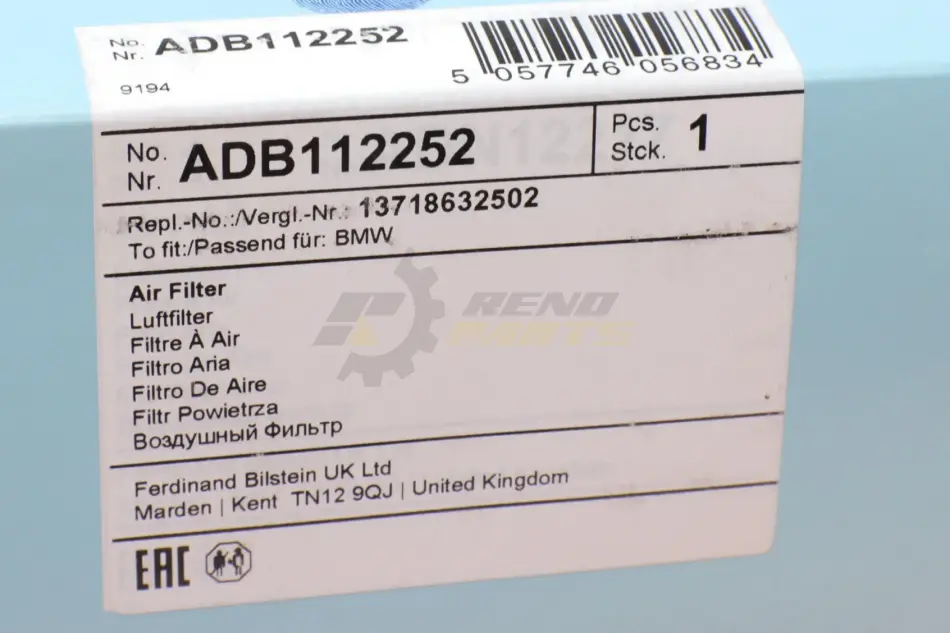 No.
Nr. ADB112252
9194
5 057746 056834
No.
Nr. ADB112252
Pcs.
Stck. 1
Repl.-No.:/Vergl.-Nr.: 13718632502
To fit:/Passend für: BMW
Air Filter
Luftfilter
Filtre À Air
Filtro Aria
Filtro De Aire
Filtr Powietrza
Воздушный Фильтр
RENO
PARTS
Ferdinand Bilstein UK Ltd
Marden | Kent TN12 9QJ | United Kingdom
EAC